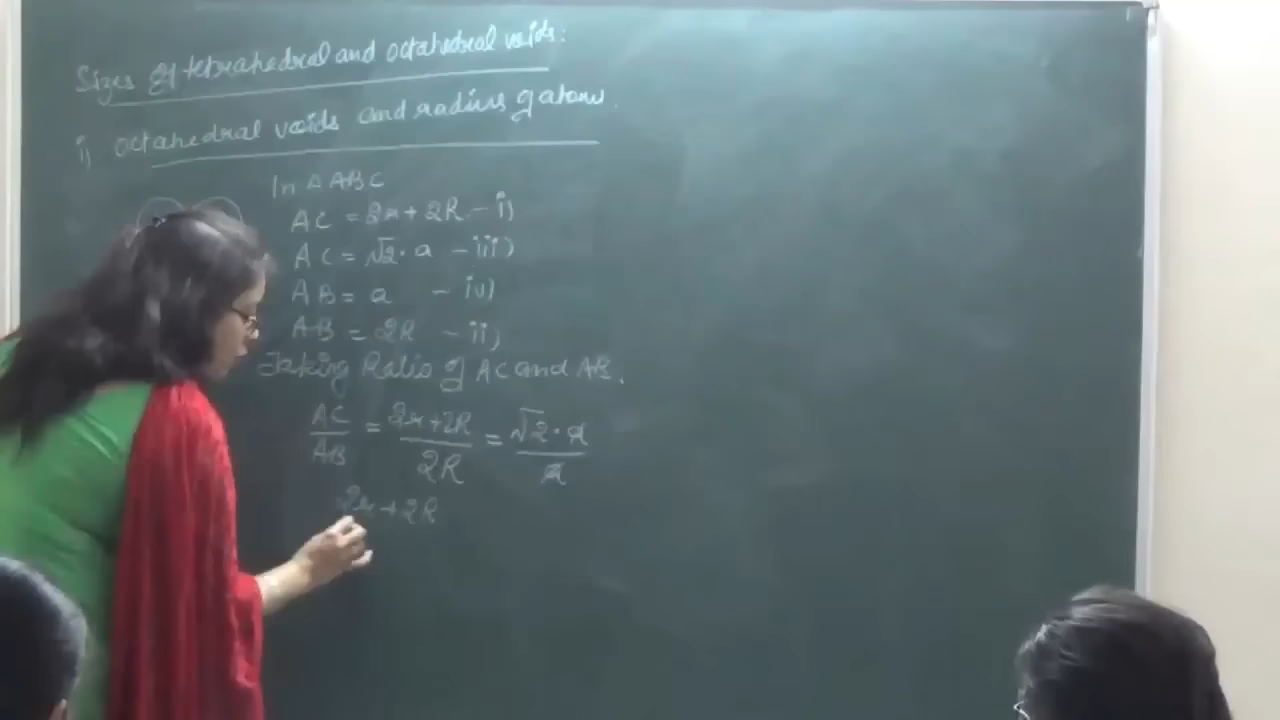 Sizes of tetrahedral and octahedral voids:
i) octahedral voids and radius of atom.
In Δ ABC
AC = 2r + 2R - i)
AC = √2 · a - iii)
AB = a - iv)
AB = 2R - ii)
Taking Ratio of AC and AB.
AC/AB = 2r+2R/2R = √2 · a/a
2r + 2R